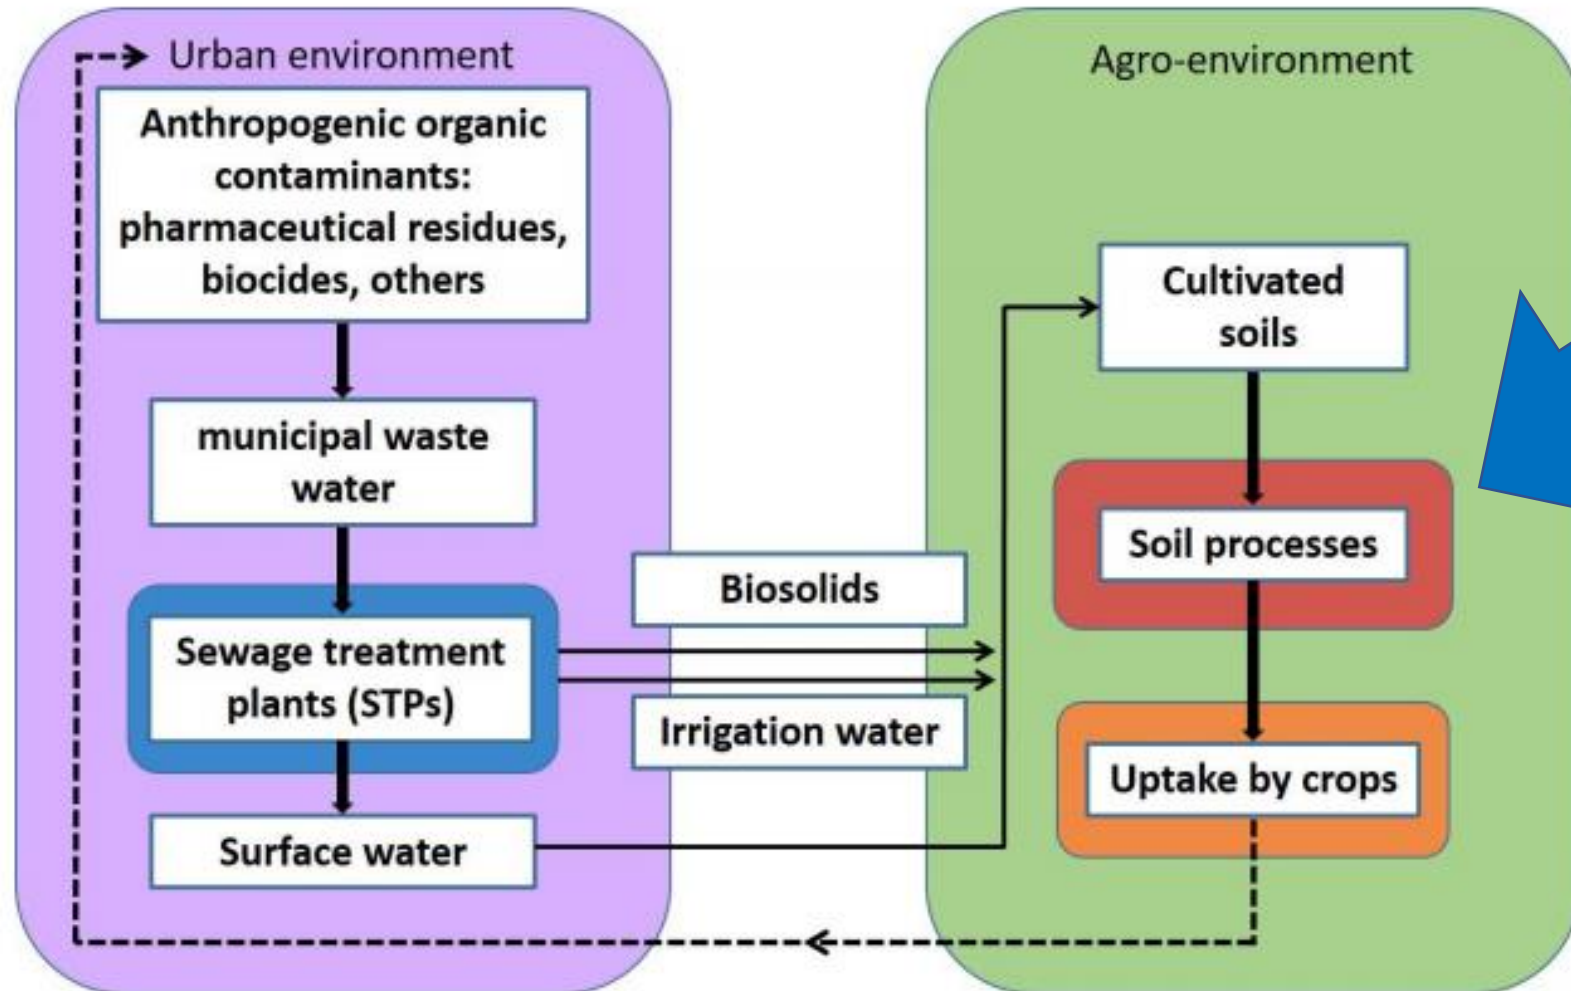 Urban environment
Anthropogenic organic
contaminants:
pharmaceutical residues,
biocides, others
municipal waste
water
Sewage treatment
plants (STPs)
Surface water
Biosolids
Irrigation water
Agro-environment
Cultivated
soils
Soil processes
Uptake by crops